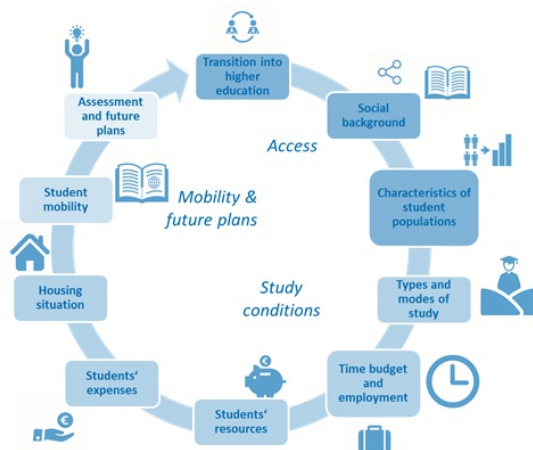 Transition into
higher
education
Social
background
Access
Characteristics of
student
populations
Types and
modes of
study
Study
conditions
Time budget
and
employment
Students‘
resources
Students‘
expenses
Housing
situation
Student
mobility
Mobility &
future plans
Assessment
and future
plans